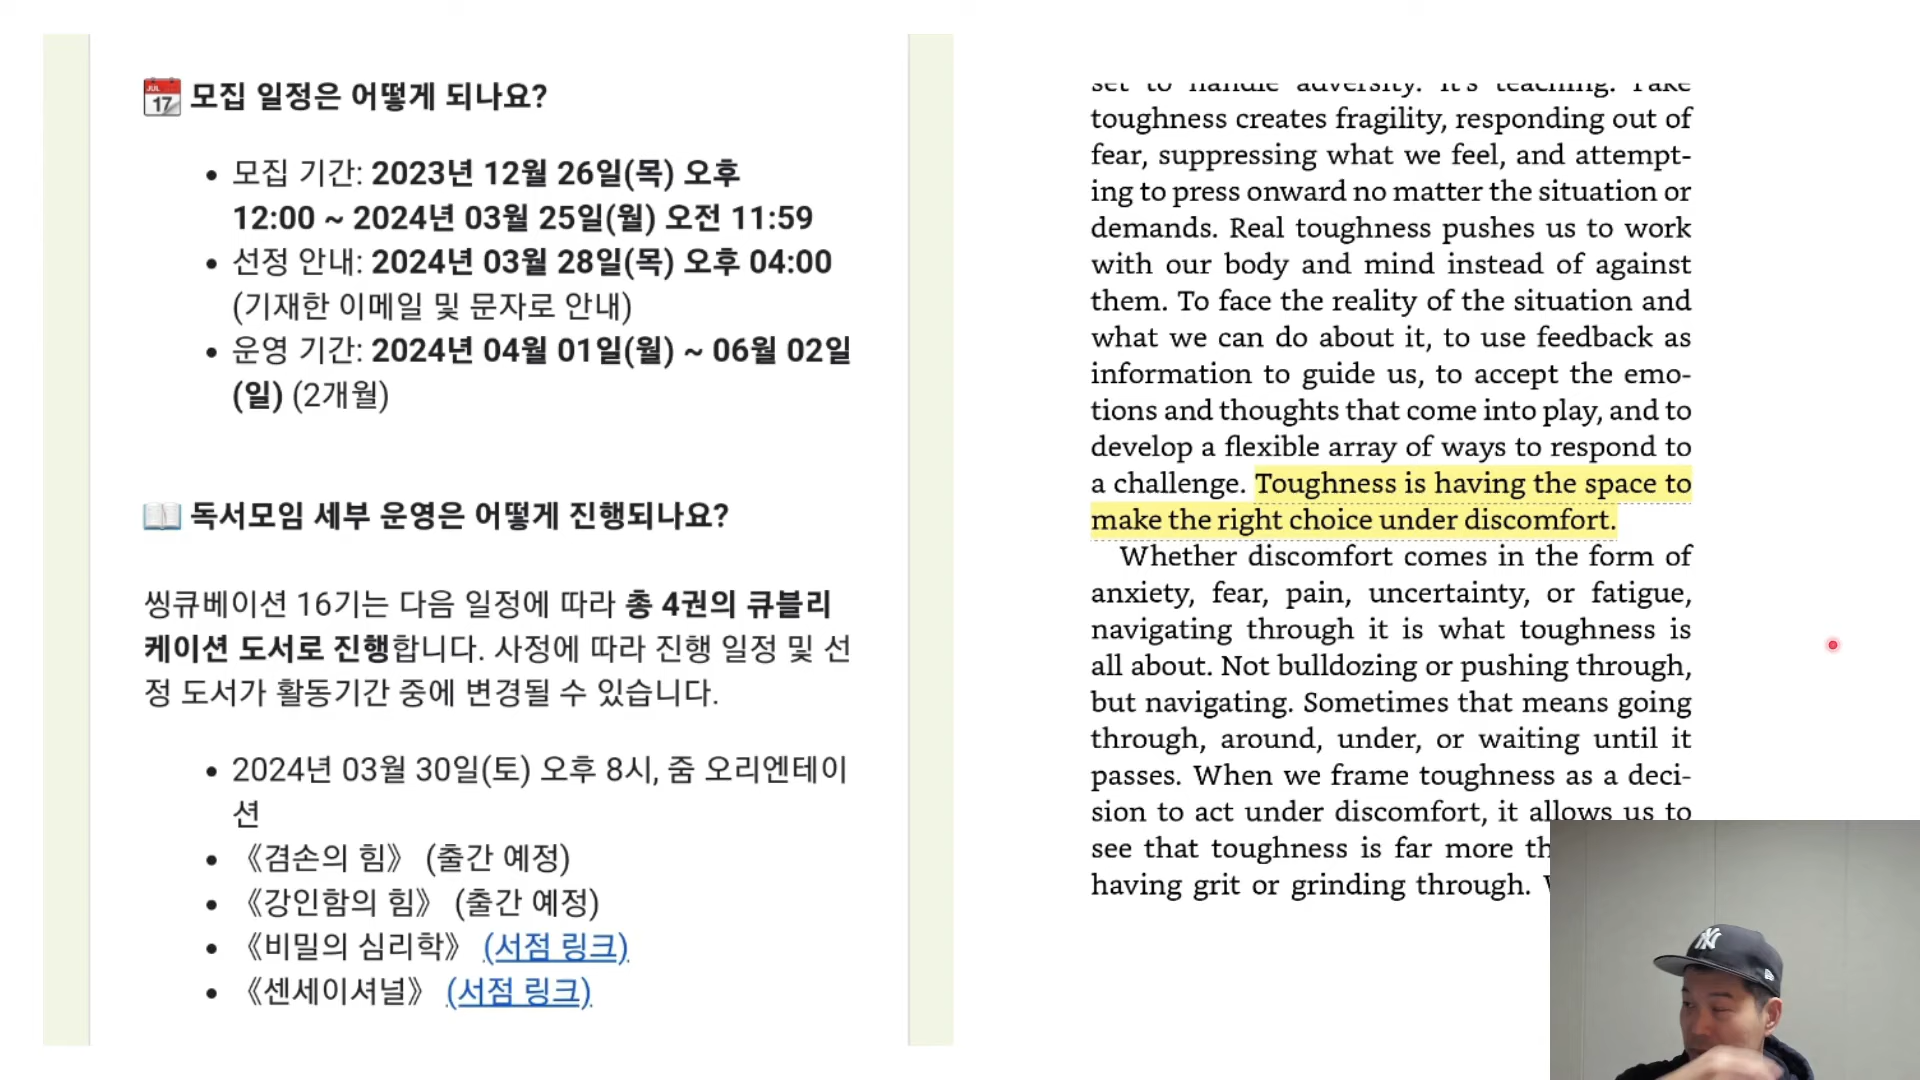 JUL
17
모집 일정은 어떻게 되나요?
모집 기간: 2023년 12월 26일(목) 오후
12:00 ~ 2024년 03월 25일(월) 오전 11:59
선정 안내: 2024년 03월 28일(목) 오후 04:00
(기재한 이메일 및 문자로 안내)
운영 기간: 2024년 04월 01일(월) ~ 06월 02일
(일) (2개월)
독서모임 세부 운영은 어떻게 진행되나요?
씽큐베이션 16기는 다음 일정에 따라 총 4권의 큐블리
케이션 도서로 진행합니다. 사정에 따라 진행 일정 및 선
정 도서가 활동기간 중에 변경될 수 있습니다.
2024년 03월 30일(토) 오후 8시, 줌 오리엔테이
션
《겸손의 힘》 (출간 예정)
《강인함의 힘》 (출간 예정)
《비밀의 심리학》 (서점 링크)
《센세이셔널》 (서점 링크)
set to handle adversity. It's teaching. Fake
toughness creates fragility, responding out of
fear, suppressing what we feel, and attempt-
ing to press onward no matter the situation or
demands. Real toughness pushes us to work
with our body and mind instead of against
them. To face the reality of the situation and
what we can do about it, to use feedback as
information to guide us, to accept the emo-
tions and thoughts that come into play, and to
develop a flexible array of ways to respond to
a challenge. Toughness is having the space to
make the right choice under discomfort.
Whether discomfort comes in the form of
anxiety, fear, pain, uncertainty, or fatigue,
navigating through it is what toughness is
all about. Not bulldozing or pushing through,
but navigating. Sometimes that means going
through, around, under, or waiting until it
passes. When we frame toughness as a deci-
sion to act under discomfort, it allows us to
see that toughness is far more th
having grit or grinding through.
NY